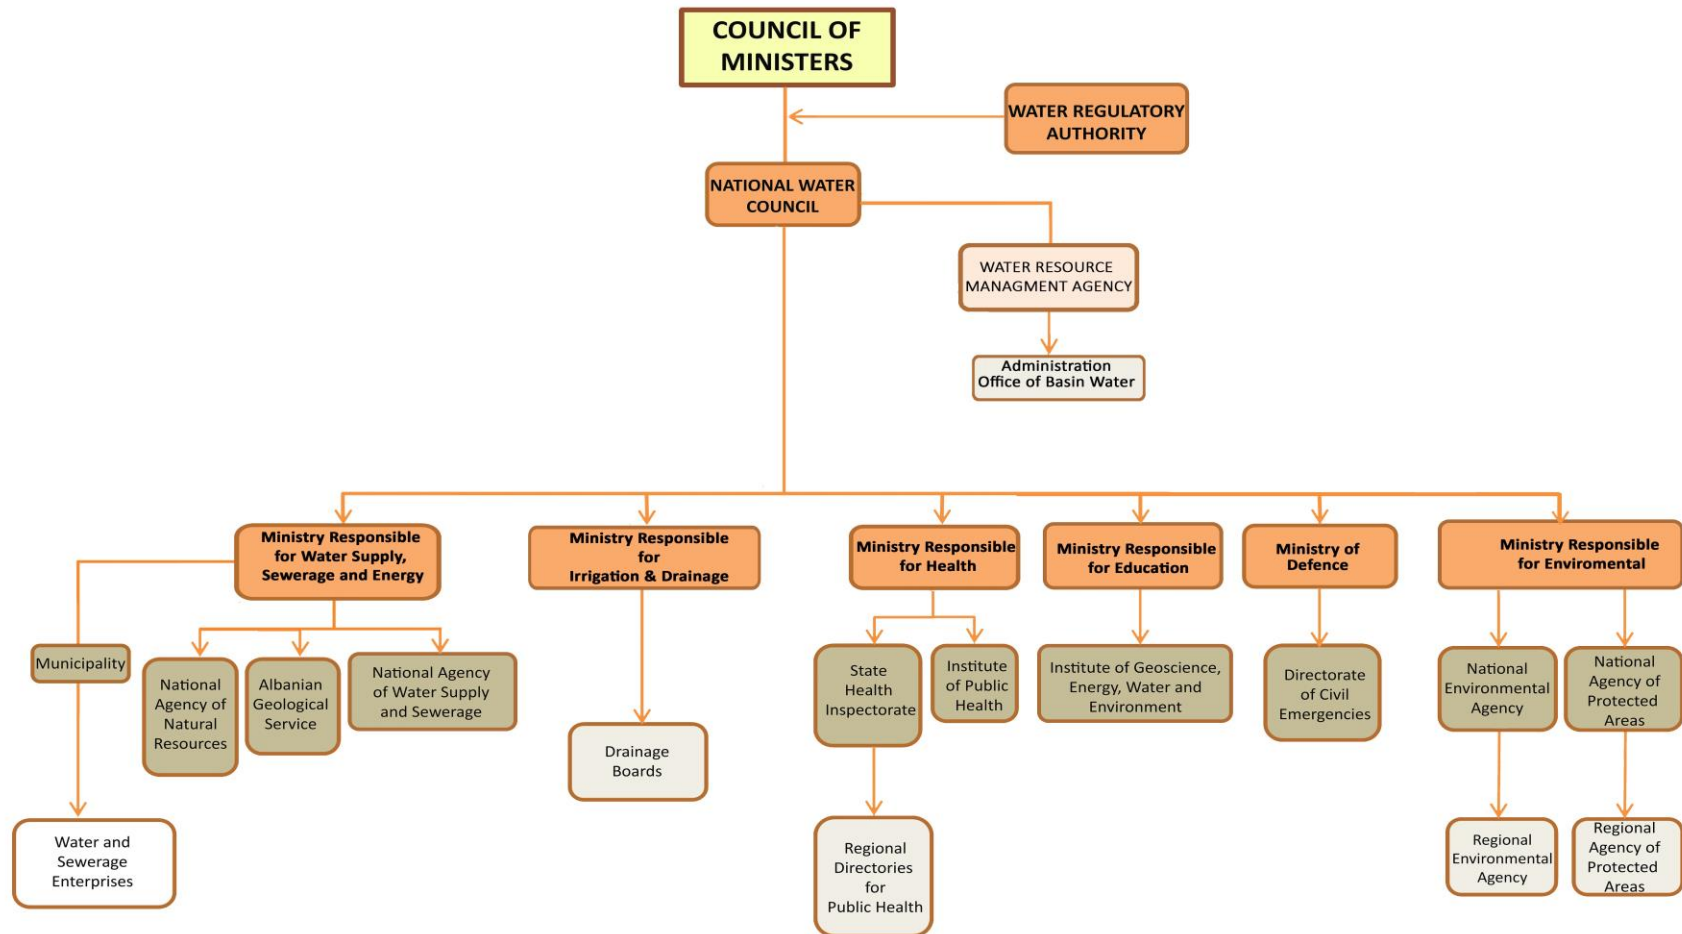 COUNCIL OF
MINISTERS
WATER REGULATORY
AUTHORITY
NATIONAL WATER
COUNCIL
WATER RESOURCE
MANAGMENT AGENCY
Administration
Office of Basin Water
Ministry Responsible
for Water Supply,
Sewerage and Energy
Ministry Responsible
for
Irrigation & Drainage
Ministry Responsible
for Health
Ministry Responsible
for Education
Ministry of
Defence
Ministry Responsible
for Enviromental
Municipality
National
Agency of
Natural
Resources
Albanian
Geological
Service
National Agency
of Water Supply
and Sewerage
State
Health
Inspectorate
Institute
of Public
Health
Institute of Geoscience,
Energy, Water and
Environment
Directorate
of Civil
Emergencies
National
Environmental
Agency
National
Agency of
Protected
Areas
Drainage
Boards
Water and
Sewerage
Enterprises
Regional
Directories
for
Public Health
Regional
Environmental
Agency
Regional
Agency of
Protected
Areas